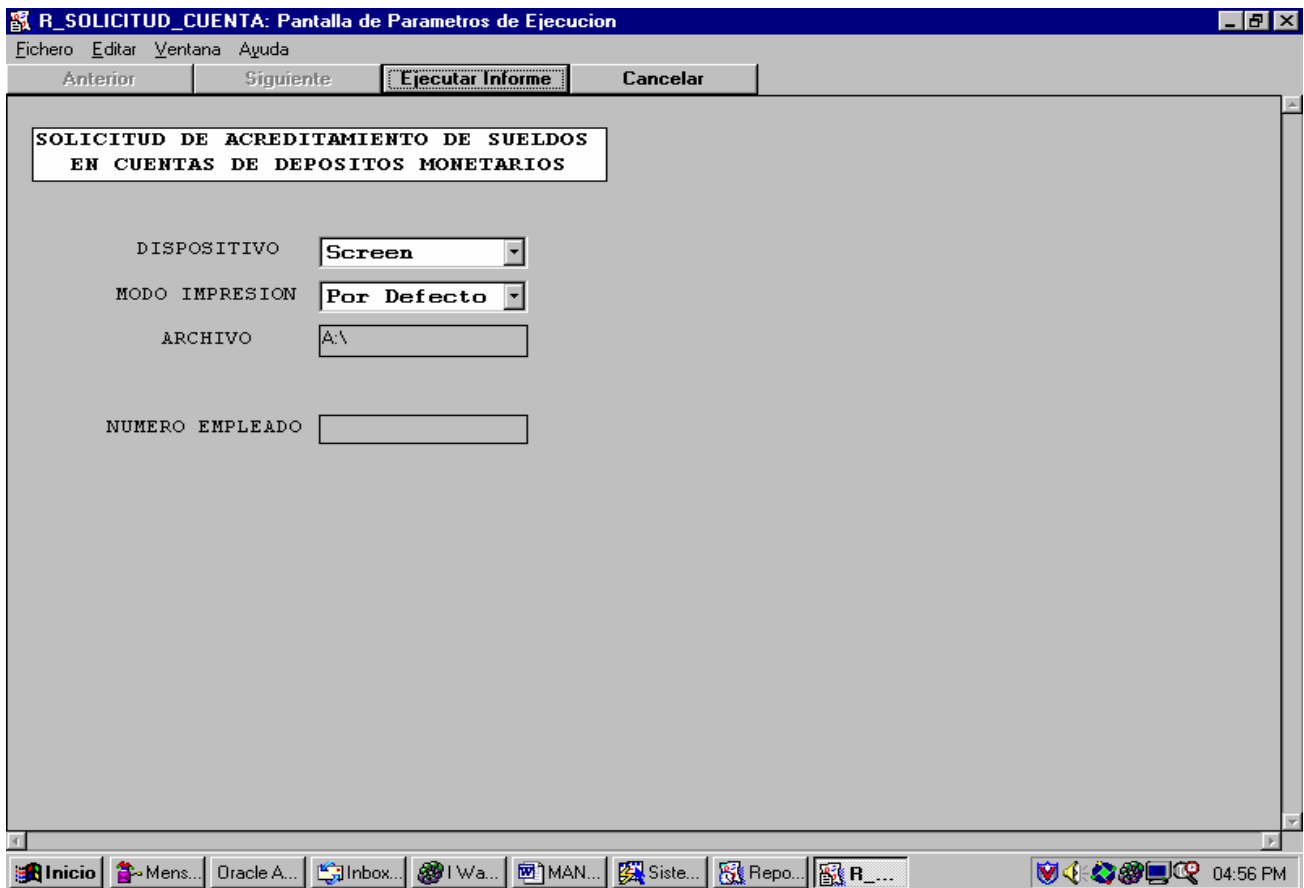 R_SOLICITUD_CUENTA: Pantalla de Parametros de Ejecucion
Fichero Editar Ventana Ayuda
Anterior Siguiente Ejecutar Informe Cancelar
SOLICITUD DE ACREDITAMIENTO DE SUELDOS
EN CUENTAS DE DEPOSITOS MONETARIOS
DISPOSITIVO Screen
MODO IMPRESION Por Defecto
ARCHIVO A:\
NUMERO EMPLEADO
Inicio Mens... Oracle A... Inbox... I Wa... MAN... Siste... Repo... R_... 04:56 PM